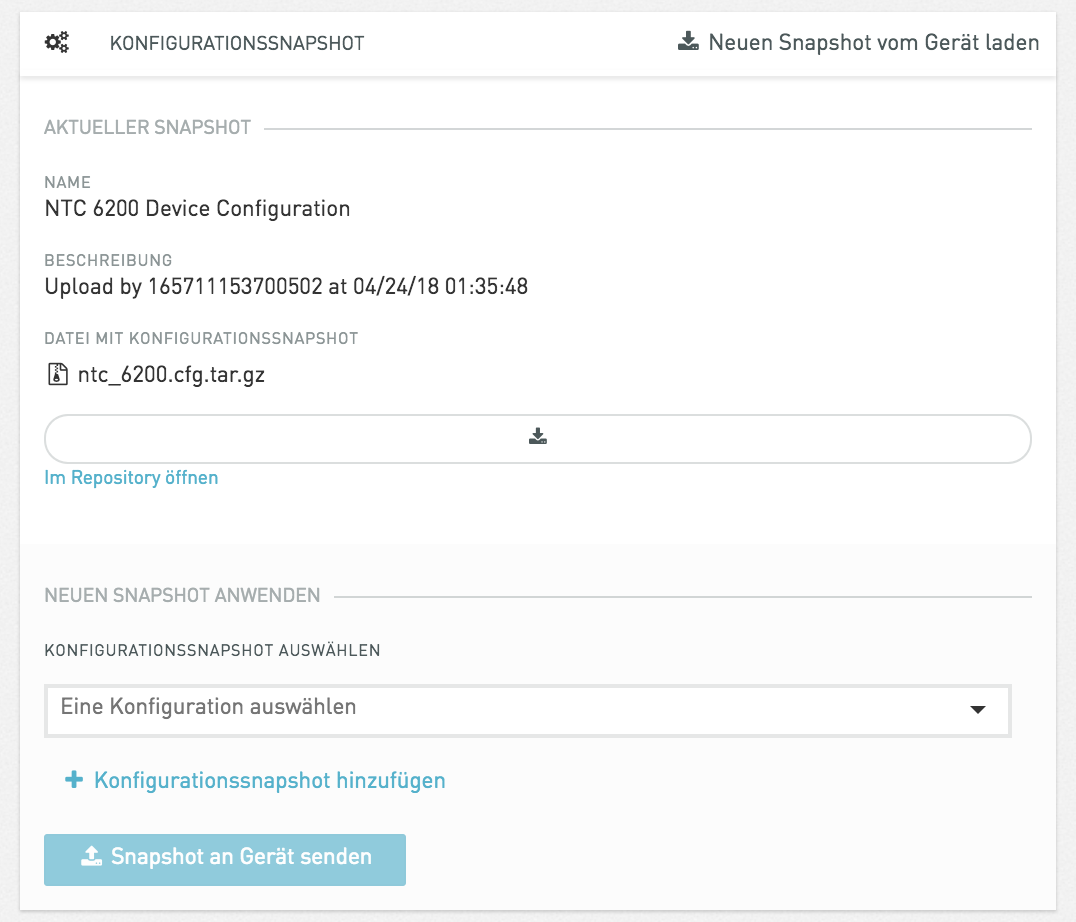 KONFIGURATIONSSNAPSHOT
Neuen Snapshot vom Gerät laden
AKTUELLER SNAPSHOT
NAME
NTC 6200 Device Configuration
BESCHREIBUNG
Upload by 165711153700502 at 04/24/18 01:35:48
DATEI MIT KONFIGURATIONSSNAPSHOT
ntc_6200.cfg.tar.gz
Im Repository öffnen
NEUEN SNAPSHOT ANWENDEN
KONFIGURATIONSSNAPSHOT AUSWÄHLEN
Eine Konfiguration auswählen
Konfigurationssnapshot hinzufügen
Snapshot an Gerät senden